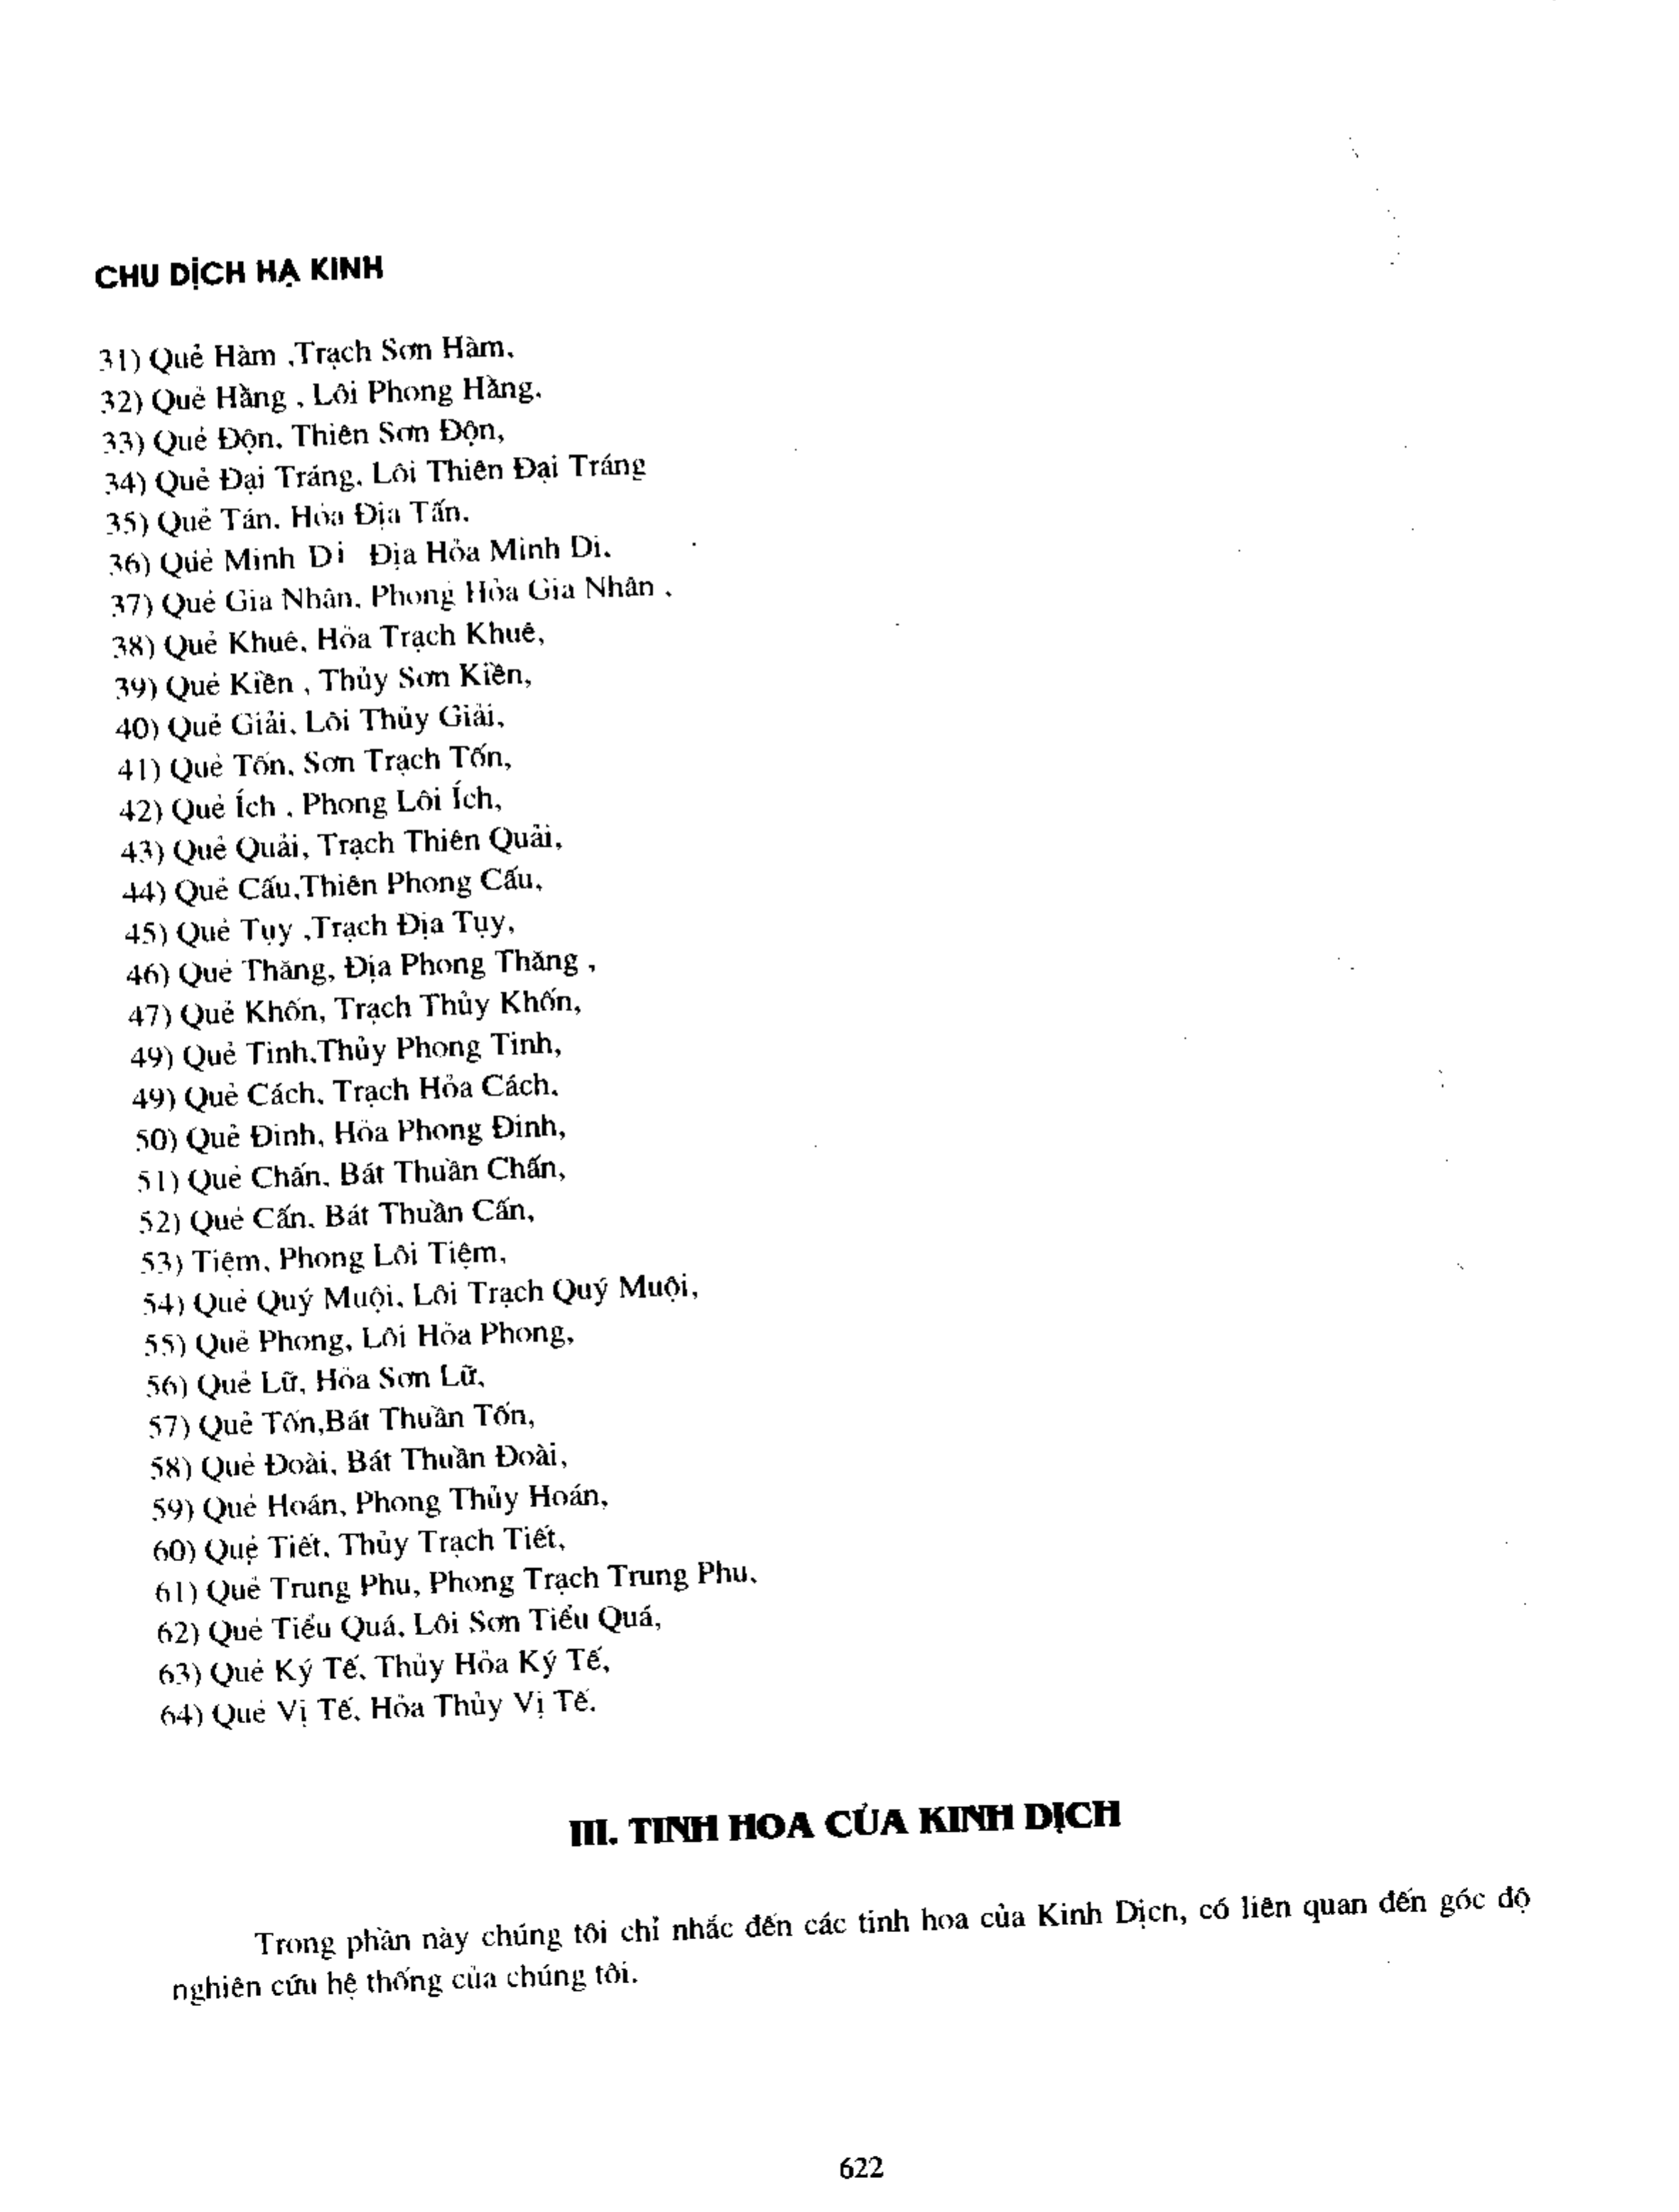 CHU DỊCH HẠ KINH
31) Quẻ Hàm ,Trạch Sơn Hàm,
32) Quẻ Hằng , Lôi Phong Hằng,
33) Quẻ Độn, Thiên Sơn Độn,
34) Quẻ Đại Tráng, Lôi Thiên Đại Tráng
35) Quẻ Tán, Hỏa Địa Tấn,
36) Quẻ Minh Di Địa Hỏa Minh Di,
37) Quẻ Gia Nhân, Phong Hỏa Gia Nhân ,
38) Quẻ Khuê, Hỏa Trạch Khuê,
39) Quẻ Kiền , Thủy Sơn Kiền,
40) Quẻ Giải, Lôi Thủy Giải,
41) Quẻ Tốn, Sơn Trạch Tốn,
42) Quẻ Ích , Phong Lôi Ích,
43) Quẻ Quải, Trạch Thiên Quải,
44) Quẻ Cấu,Thiên Phong Cấu,
45) Quẻ Tụy ,Trạch Địa Tụy,
46) Quẻ Thăng, Địa Phong Thăng ,
47) Quẻ Khốn, Trạch Thủy Khốn,
49) Quẻ Tinh,Thủy Phong Tinh,
49) Quẻ Cách, Trạch Hỏa Cách,
50) Quẻ Đinh, Hỏa Phong Đinh,
51) Quẻ Chấn, Bát Thuần Chấn,
52) Quẻ Cấn, Bát Thuần Cấn,
53) Tiệm, Phong Lôi Tiệm,
54) Quẻ Quý Muội, Lôi Trạch Quý Muội,
55) Quẻ Phong, Lôi Hỏa Phong,
56) Quẻ Lữ, Hỏa Sơn Lữ,
57) Quẻ Tốn,Bát Thuần Tốn,
58) Quẻ Đoài, Bát Thuần Đoài,
59) Quẻ Hoán, Phong Thủy Hoán,
60) Quẻ Tiết, Thủy Trạch Tiết,
61) Quẻ Trung Phu, Phong Trạch Trung Phu,
62) Quẻ Tiểu Quá, Lôi Sơn Tiểu Quá,
63) Quẻ Ký Tế, Thủy Hỏa Ký Tế,
64) Quẻ Vị Tế, Hỏa Thủy Vị Tế.
III. TINH HOA CỦA KINH DỊCH
Trong phần này chúng tôi chỉ nhắc đến các tinh hoa của Kinh Dịch, có liên quan đến góc độ
nghiên cứu hệ thống của chúng tôi.
622